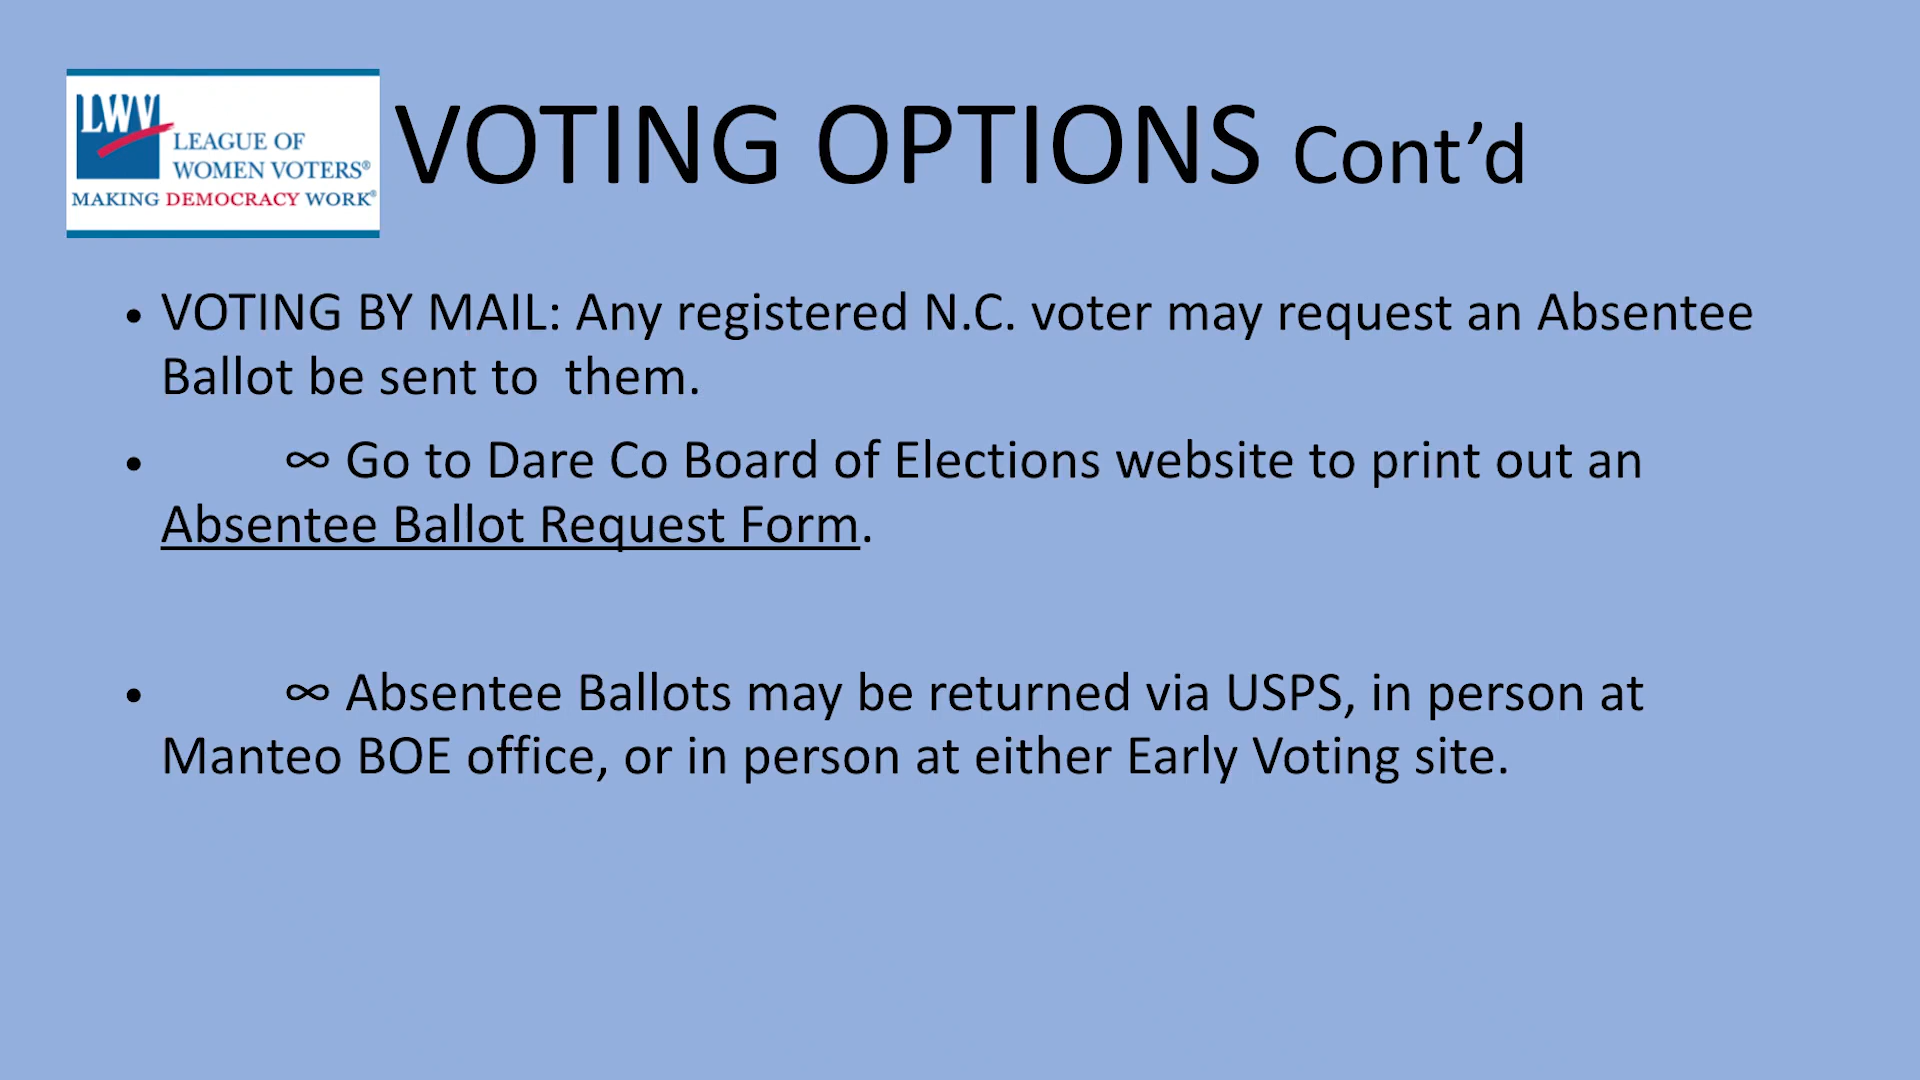 LWV
LEAGUE OF
WOMEN VOTERS®
MAKING DEMOCRACY WORK®
VOTING OPTIONS Cont’d
• VOTING BY MAIL: Any registered N.C. voter may request an Absentee
Ballot be sent to  them.
• ∞ Go to Dare Co Board of Elections website to print out an
Absentee Ballot Request Form.
• ∞ Absentee Ballots may be returned via USPS, in person at
Manteo BOE office, or in person at either Early Voting site.